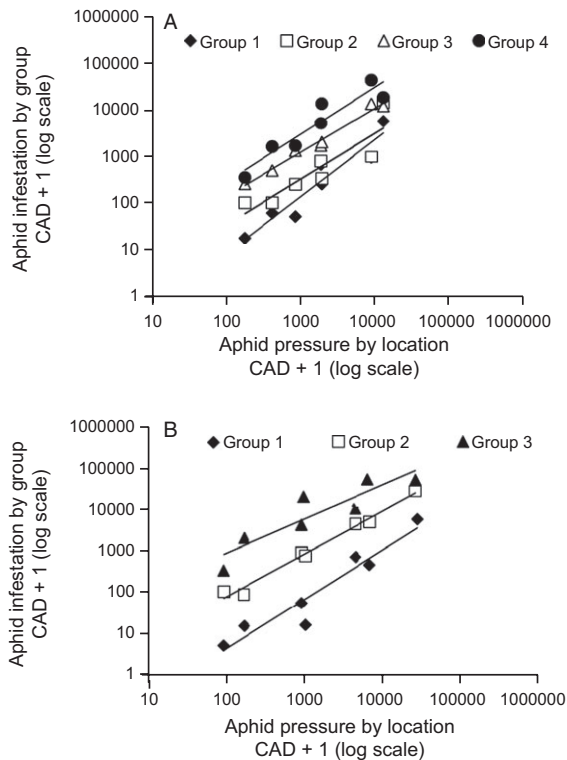 A
Group 1 Group 2 Group 3 Group 4
Aphid infestation by group
CAD + 1 (log scale)
1000000
100000
10000
1000
100
10
1
10 100 1000 10000 100000 1000000
Aphid pressure by location
CAD + 1 (log scale)
B
Group 1 Group 2 Group 3
Aphid infestation by group
CAD + 1 (log scale)
1000000
100000
10000
1000
100
10
1
10 100 1000 10000 100000 1000000
Aphid pressure by location
CAD + 1 (log scale)